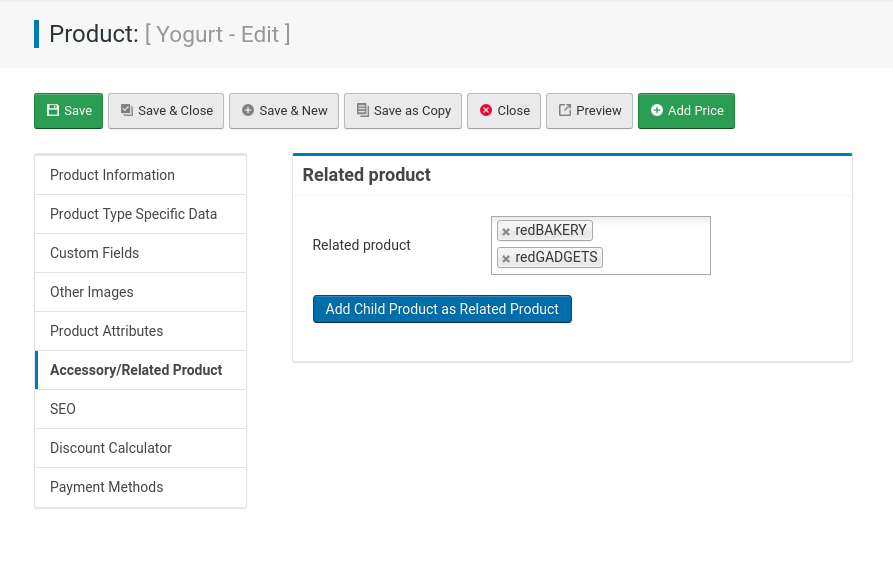 Product: [ Yogurt - Edit ]
Save
Save & Close
Save & New
Save as Copy
Close
Preview
Add Price
Product Information
Product Type Specific Data
Custom Fields
Other Images
Product Attributes
Accessory/Related Product
SEO
Discount Calculator
Payment Methods
Related product
Related product
redBAKERY
redGADGETS
Add Child Product as Related Product